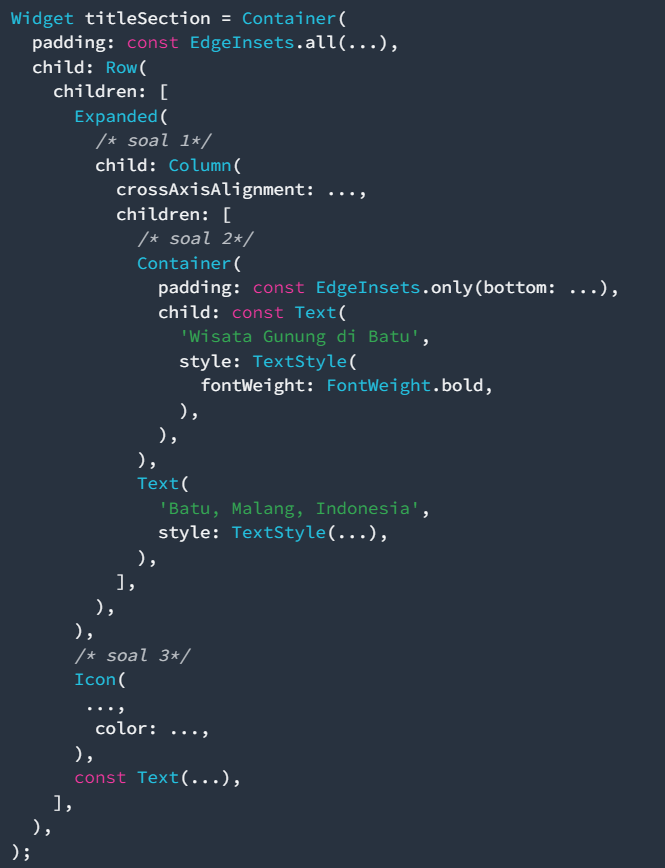 Widget titleSection = Container(
  padding: const EdgeInsets.all(...),
  child: Row(
    children: [
      Expanded(
        /* soal 1*/
        child: Column(
          crossAxisAlignment: ...,
          children: [
            /* soal 2*/
            Container(
              padding: const EdgeInsets.only(bottom: ...),
              child: const Text(
                'Wisata Gunung di Batu',
                style: TextStyle(
                  fontWeight: FontWeight.bold,
                ),
              ),
            ),
            Text(
              'Batu, Malang, Indonesia',
              style: TextStyle(...),
            ),
          ],
        ),
      ),
      /* soal 3*/
      Icon(
       ...,
        color: ...,
      ),
      const Text(...),
    ],
  ),
);